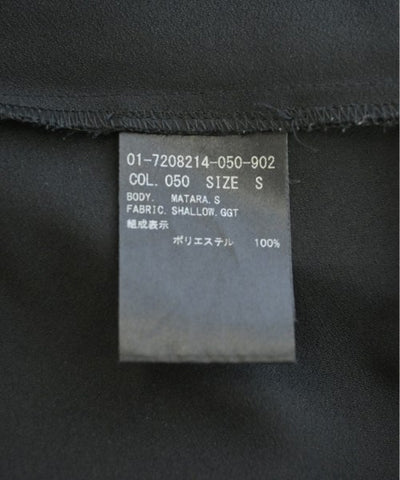 01-7208214-050-902
COL. 050 SIZE S
BODY. MATARA. S
FABRIC. SHALLOW. GGT
組成表示
ポリエステル 100%